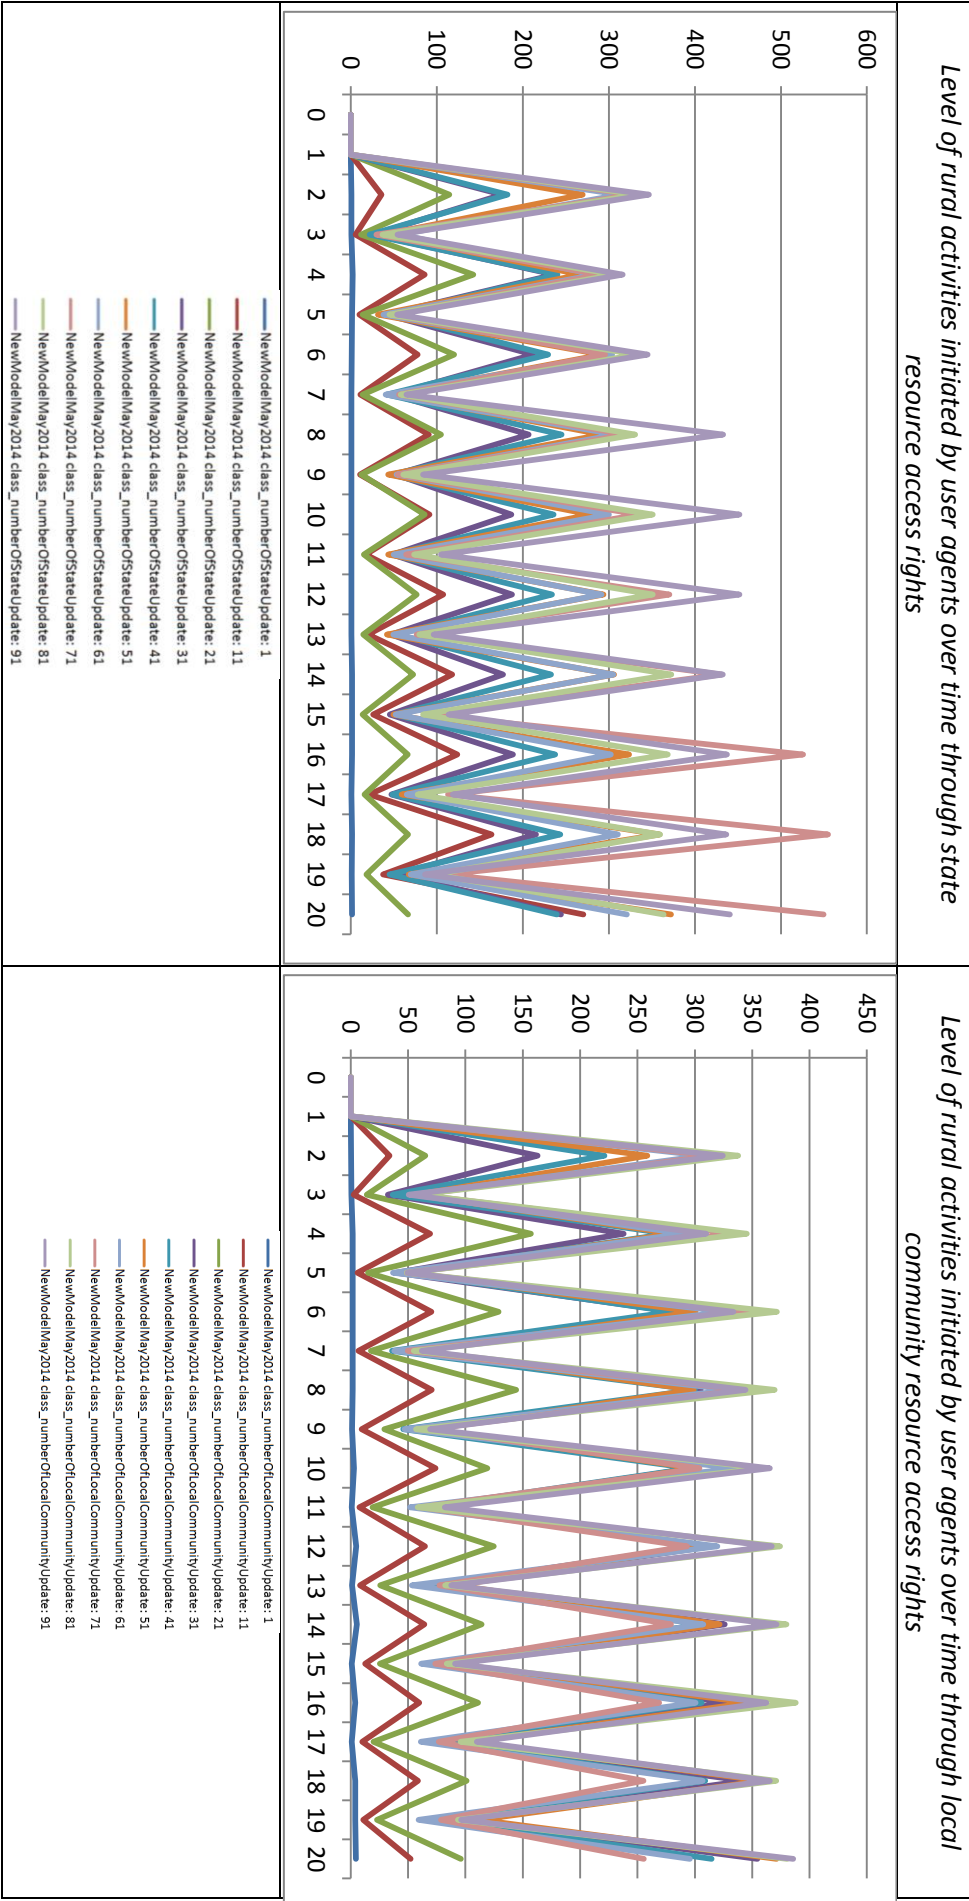 Level of rural activities initiated by user agents over time through state
resource access rights
600
500
400
300
200
100
0
0 1 2 3 4 5 6 7 8 9 10 11 12 13 14 15 16 17 18 19 20
NewModelMay2014 class_numberOfStateUpdate: 1
NewModelMay2014 class_numberOfStateUpdate: 11
NewModelMay2014 class_numberOfStateUpdate: 21
NewModelMay2014 class_numberOfStateUpdate: 31
NewModelMay2014 class_numberOfStateUpdate: 41
NewModelMay2014 class_numberOfStateUpdate: 51
NewModelMay2014 class_numberOfStateUpdate: 61
NewModelMay2014 class_numberOfStateUpdate: 71
NewModelMay2014 class_numberOfStateUpdate: 81
NewModelMay2014 class_numberOfStateUpdate: 91
Level of rural activities initiated by user agents over time through local
community resource access rights
450
400
350
300
250
200
150
100
50
0
0 1 2 3 4 5 6 7 8 9 10 11 12 13 14 15 16 17 18 19 20
NewModelMay2014 class_numberOfLocalCommunityUpdate: 1
NewModelMay2014 class_numberOfLocalCommunityUpdate: 11
NewModelMay2014 class_numberOfLocalCommunityUpdate: 21
NewModelMay2014 class_numberOfLocalCommunityUpdate: 31
NewModelMay2014 class_numberOfLocalCommunityUpdate: 41
NewModelMay2014 class_numberOfLocalCommunityUpdate: 51
NewModelMay2014 class_numberOfLocalCommunityUpdate: 61
NewModelMay2014 class_numberOfLocalCommunityUpdate: 71
NewModelMay2014 class_numberOfLocalCommunityUpdate: 81
NewModelMay2014 class_numberOfLocalCommunityUpdate: 91